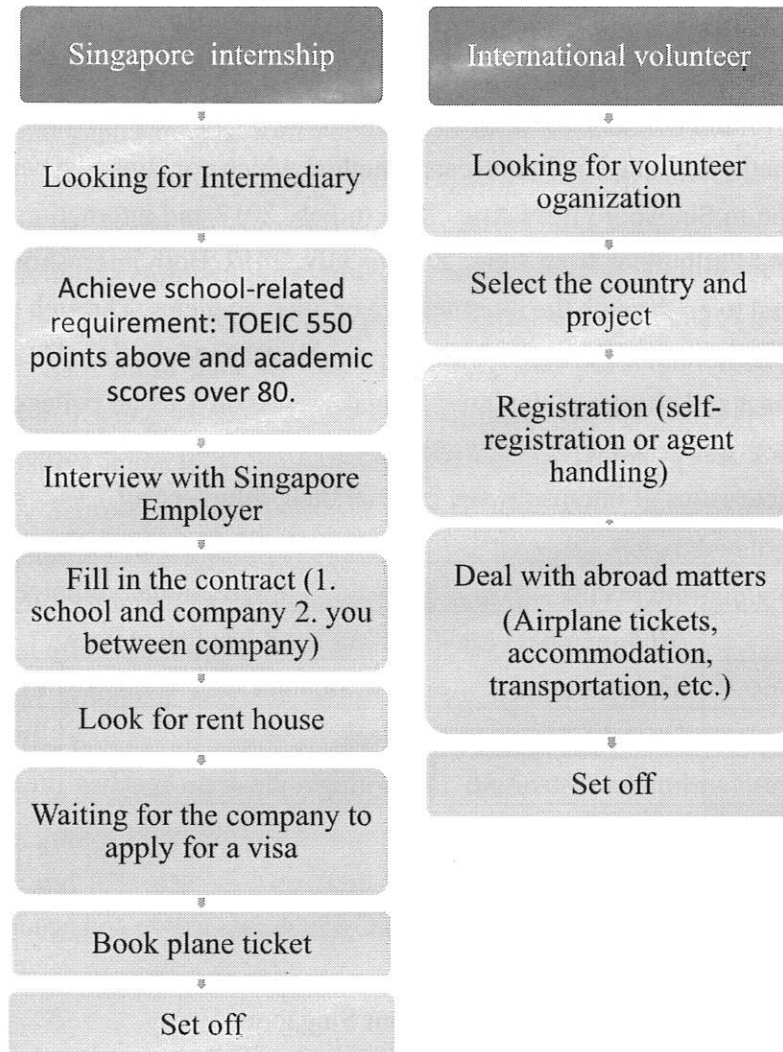 Singapore internship
Looking for Intermediary
Achieve school-related
requirement: TOEIC 550
points above and academic
scores over 80.
Interview with Singapore
Employer
Fill in the contract (1.
school and company 2. you
between company)
Look for rent house
Waiting for the company to
apply for a visa
Book plane ticket
Set off
International volunteer
Looking for volunteer
oganization
Select the country and
project
Registration (self-
registration or agent
handling)
Deal with abroad matters
(Airplane tickets,
accommodation,
transportation, etc.)
Set off